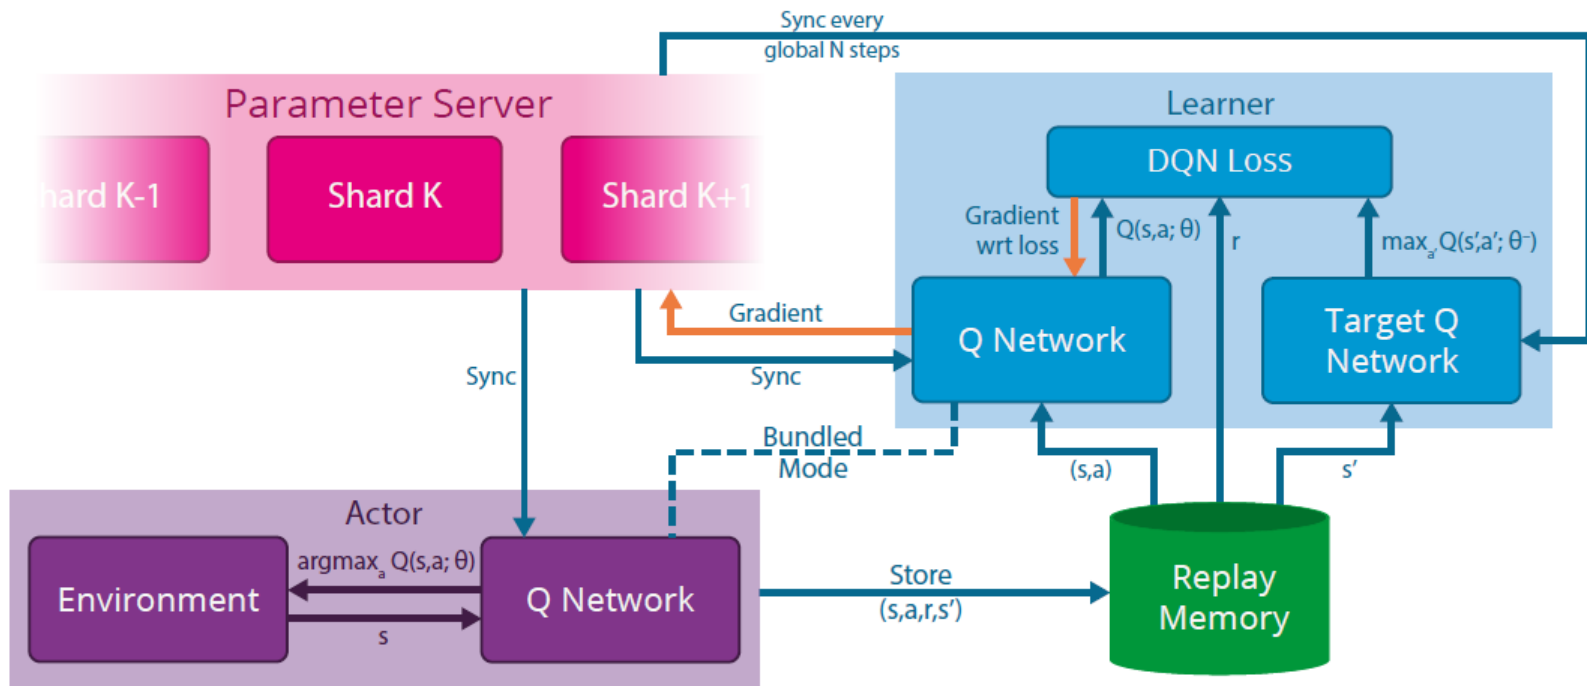 Sync every
global N steps
Parameter Server
Learner
DQN Loss
hard K-1
Shard K
Shard K+1
Gradient
wrt loss
Q(s,a; θ)
r
maxₐ' Q(s',a'; θ⁻)
Gradient
Q Network
Target Q
Network
Sync
Sync
Bundled
Mode
(s,a)
s'
Actor
Environment
argmaxₐ Q(s,a; θ)
s
Q Network
Store
(s,a,r,s')
Replay
Memory